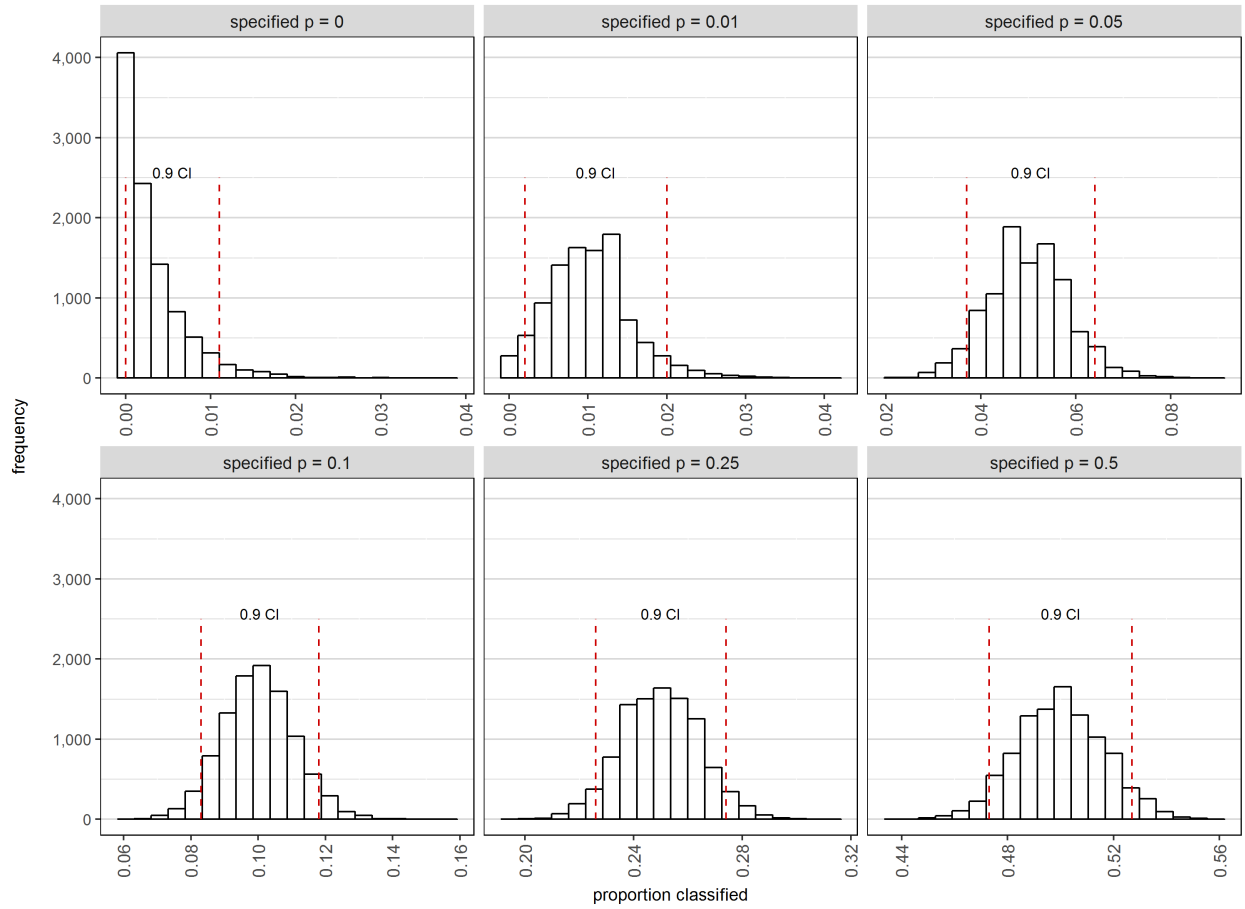 specified p = 0
specified p = 0.01
specified p = 0.05
4,000
3,000
2,000
1,000
0
0.9 CI
0.9 CI
0.9 CI
0.00
0.01
0.02
0.03
0.04
0.00
0.01
0.02
0.03
0.04
0.02
0.04
0.06
0.08
frequency
specified p = 0.1
specified p = 0.25
specified p = 0.5
4,000
3,000
2,000
1,000
0
0.9 CI
0.9 CI
0.9 CI
0.06
0.08
0.10
0.12
0.14
0.16
0.20
0.24
0.28
0.32
0.44
0.48
0.52
0.56
proportion classified